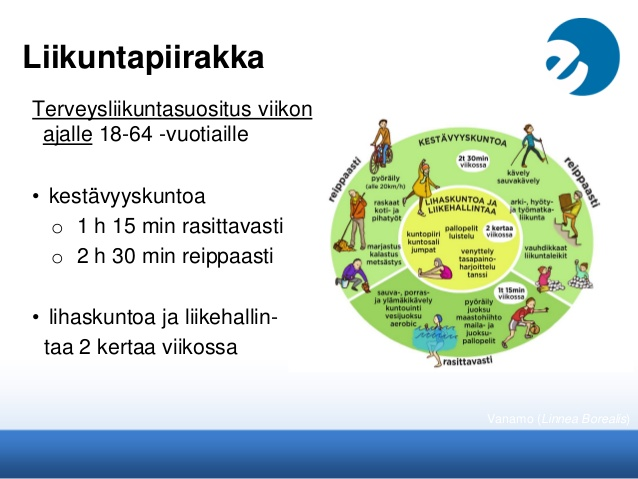 Liikuntapiirakka
Terveysliikuntasuositus viikon
ajalle 18-64 -vuotiaille
• kestävyyskuntoa
o 1 h 15 min rasittavasti
o 2 h 30 min reippaasti
• lihaskuntoa ja liikehallin-
taa 2 kertaa viikossa
KESTÄVYYSKUNTOA
2t 30min
viikossa
reippaasti
reippaasti
pyöräily
(alle 20km/h)
kävely
sauvakävely
raskaat
koti- ja
pihatyöt
arki-, hyöty-
ja työmatka-
liikunta
marjastus
kalastus
metsästys
vauhdikkaat
liikuntaleikit
LIHASKUNTOA JA
LIIKEHALLINTAA
2 kertaa
viikossa
kuntopiiri
kuntosali
jumpat
pallopelit
luistelu
venyttely
tasapaino-
harjoittelu
tanssi
1t 15min
viikossa
sauva-, porras-
ja ylämäkikävely
kuntouinti
vesijuoksu
aerobic
pyöräily
juoksu
maastohiihto
maila- ja
juoksu-
pallopelit
rasittavasti
Vanamo (Linnea Borealis)